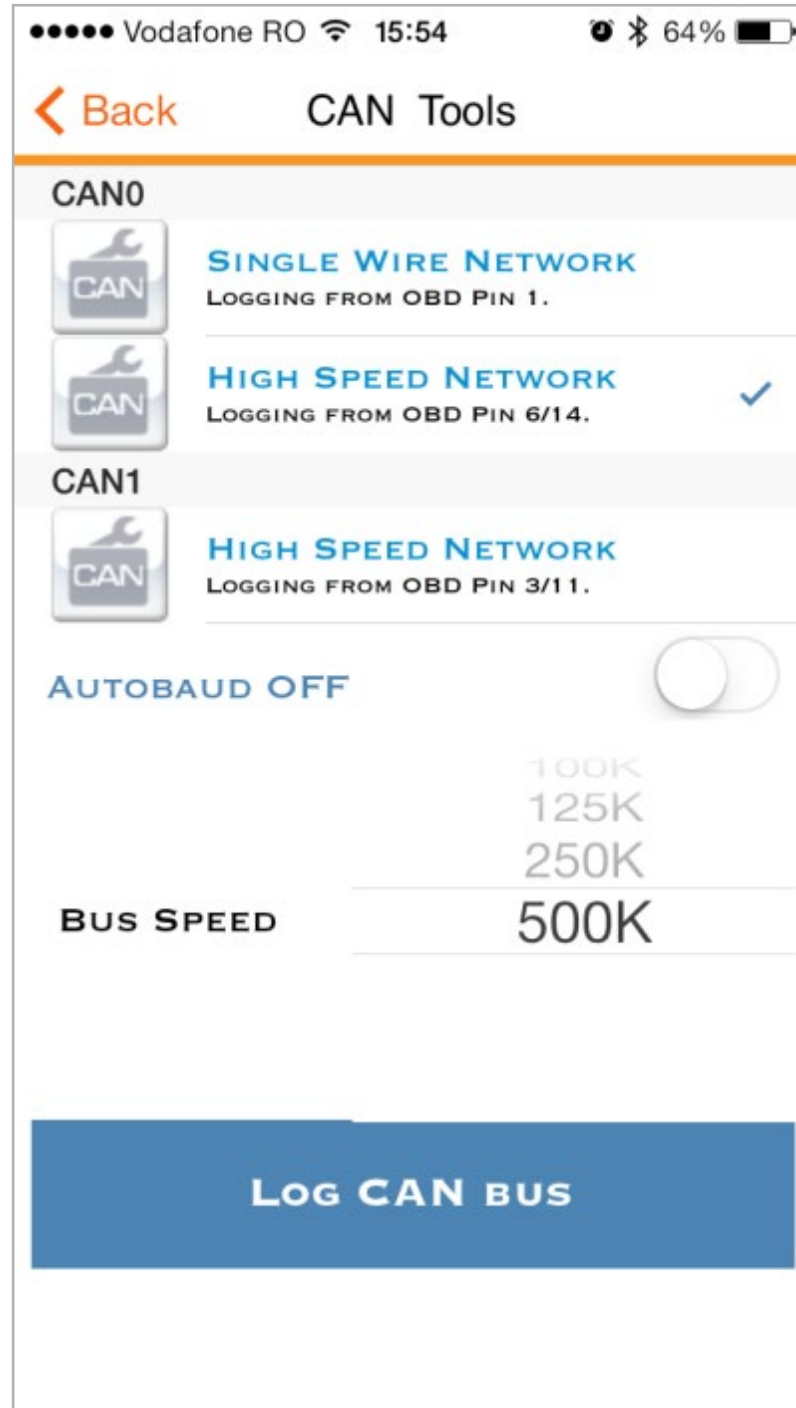 Vodafone RO 15:54 64%
Back CAN Tools
CAN0
CAN
SINGLE WIRE NETWORK
LOGGING FROM OBD PIN 1.
CAN
HIGH SPEED NETWORK
LOGGING FROM OBD PIN 6/14.
CAN1
CAN
HIGH SPEED NETWORK
LOGGING FROM OBD PIN 3/11.
AUTOBAUD OFF
100K
125K
250K
BUS SPEED 500K
LOG CAN BUS